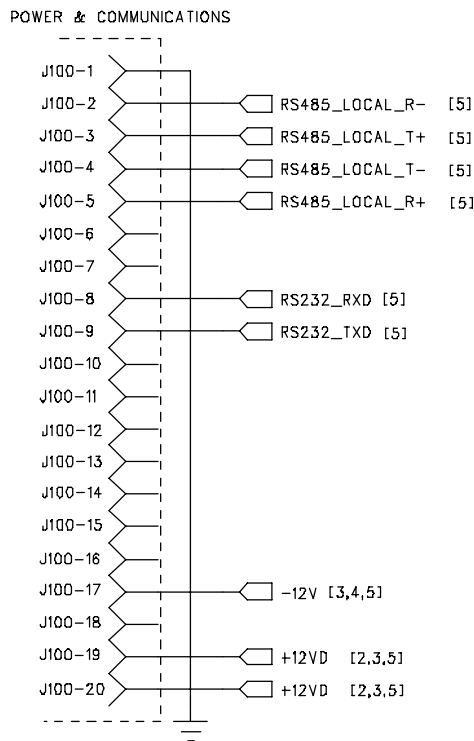 POWER & COMMUNICATIONS
J100-1
J100-2 RS485_LOCAL_R- [5]
J100-3 RS485_LOCAL_T+ [5]
J100-4 RS485_LOCAL_T- [5]
J100-5 RS485_LOCAL_R+ [5]
J100-6
J100-7
J100-8 RS232_RXD [5]
J100-9 RS232_TXD [5]
J100-10
J100-11
J100-12
J100-13
J100-14
J100-15
J100-16
J100-17 -12V [3,4,5]
J100-18
J100-19 +12VD [2,3,5]
J100-20 +12VD [2,3,5]